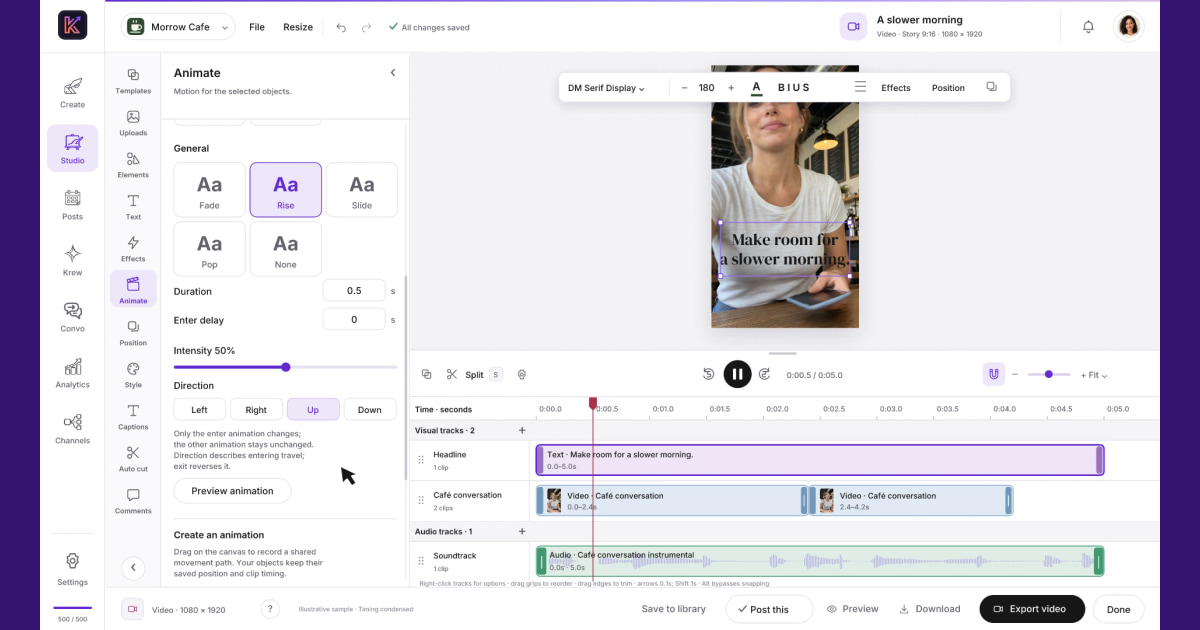 Morrow Cafe
File
Resize
All changes saved
A slower morning
Video · Story 9:16 · 1080 × 1920
Create
Studio
Posts
Krew
Convo
Analytics
Channels
Settings
500 / 500
Templates
Uploads
Elements
Text
Effects
Animate
Position
Style
Captions
Auto cut
Comments
Animate
Motion for the selected objects.
General
Aa
Fade
Aa
Rise
Aa
Slide
Aa
Pop
Aa
None
Duration
0.5
s
Enter delay
0
s
Intensity 50%
Direction
Left
Right
Up
Down
Only the enter animation changes;
the other animation stays unchanged.
Direction describes entering travel;
exit reverses it.
Preview animation
Create an animation
Drag on the canvas to record a shared
movement path. Your objects keep their
saved position and clip timing.
DM Serif Display
− 180 +
A
B I U S
Effects
Position
Make room for
a slower morning.
Split
S
0:00.5 / 0:05.0
− + Fit
Time · seconds
0:00.0
0:00.5
0:01.0
0:01.5
0:02.0
0:02.5
0:03.0
0:03.5
0:04.0
0:04.5
0:05.0
Visual tracks · 2
+
Headline
1 clip
Text · Make room for a slower morning.
0.0–5.0s
Café conversation
2 clips
Video · Café conversation
0.0–2.4s
Video · Café conversation
2.4–4.2s
Audio tracks · 1
+
Soundtrack
1 clip
Audio · Café conversation instrumental
0.0s · 5.0s
Right-click tracks for options · drag grips to reorder · drag edges to trim · arrows 0.1s; Shift 1s · Alt bypasses snapping
Video · 1080 × 1920
?
Illustrative sample · Timing condensed
Save to library
Post this
Preview
Download
Export video
Done